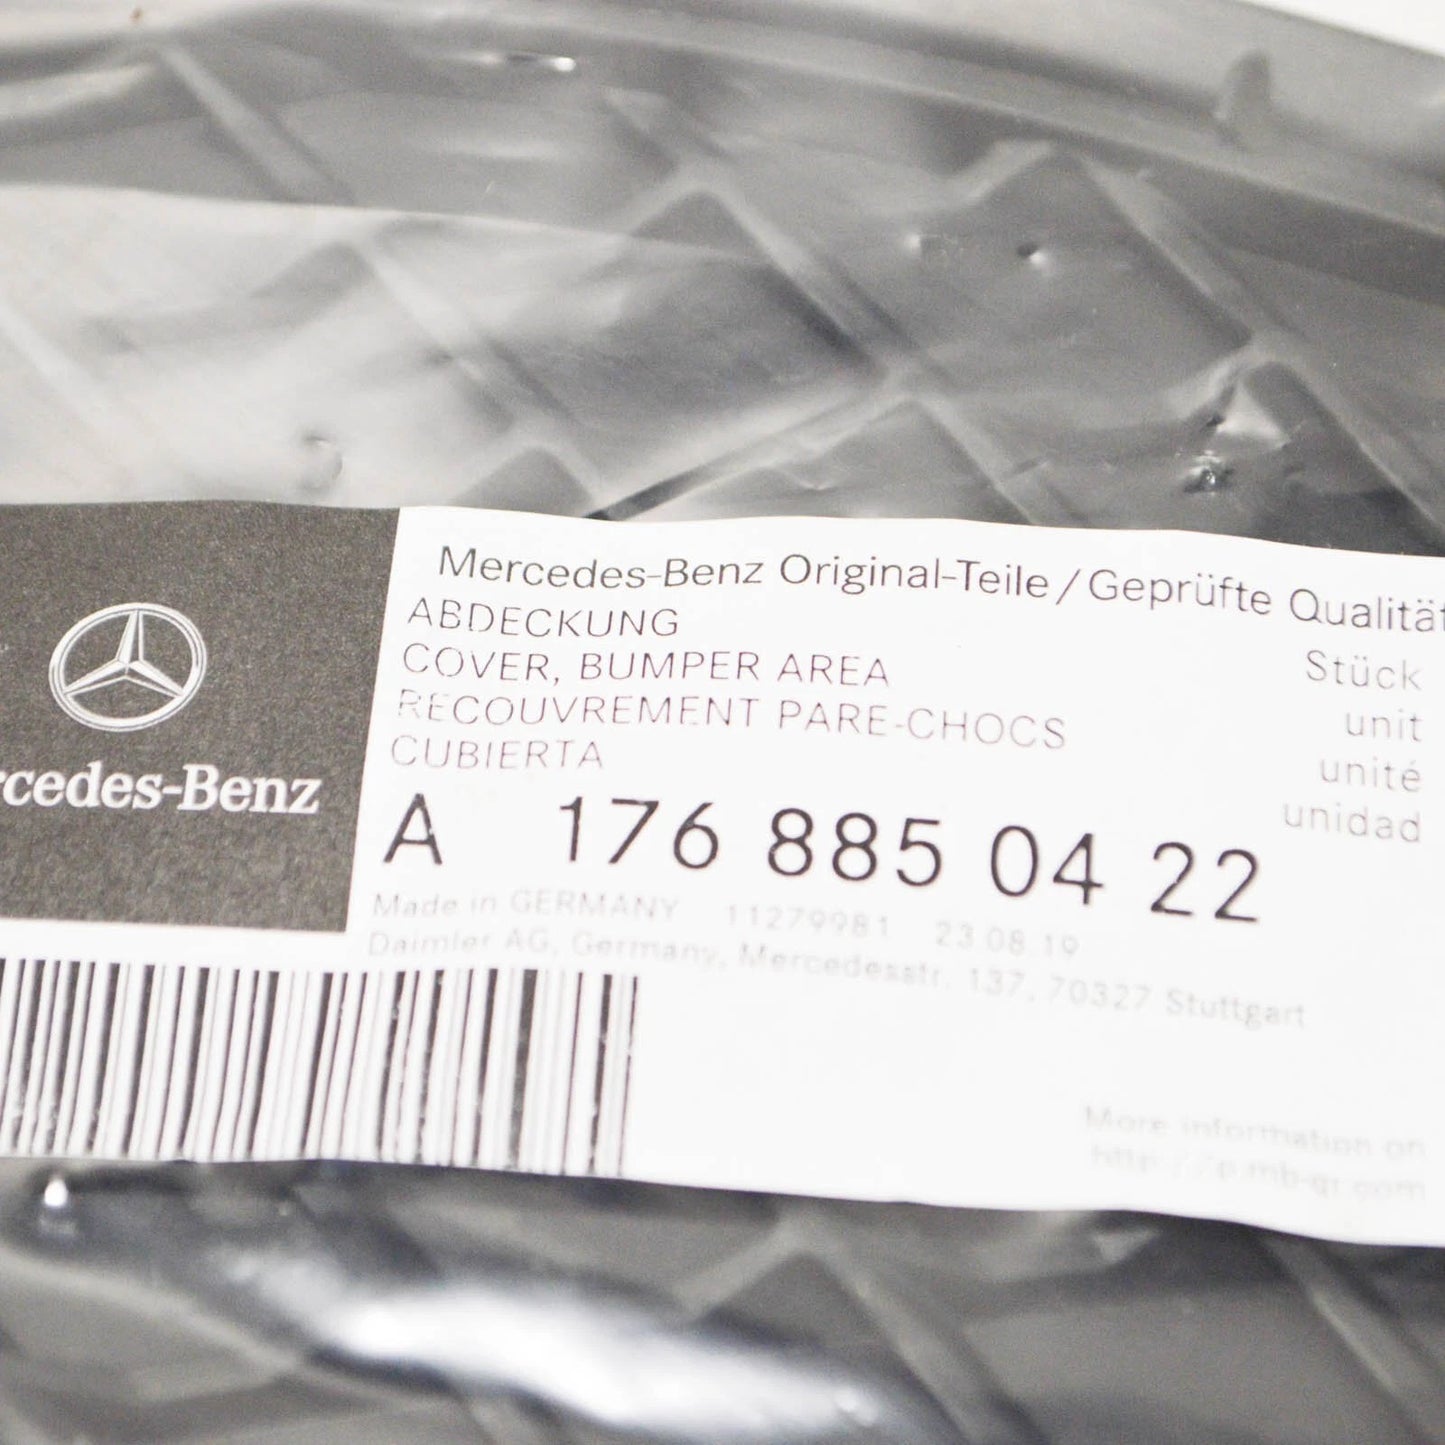 Mercedes-Benz Original-Teile / Geprüfte Qualität
ABDECKUNG
COVER, BUMPER AREA
RECOUVREMENT PARE-CHOCS
CUBIERTA
Stück
unit
unité
unidad
rcedes-Benz
A 176 885 04 22
Made in GERMANY 11279981 23.08.19
Daimler AG, Germany, Mercedesstr. 137, 70327 Stuttgart
More information on
http://p.mb-qr.com